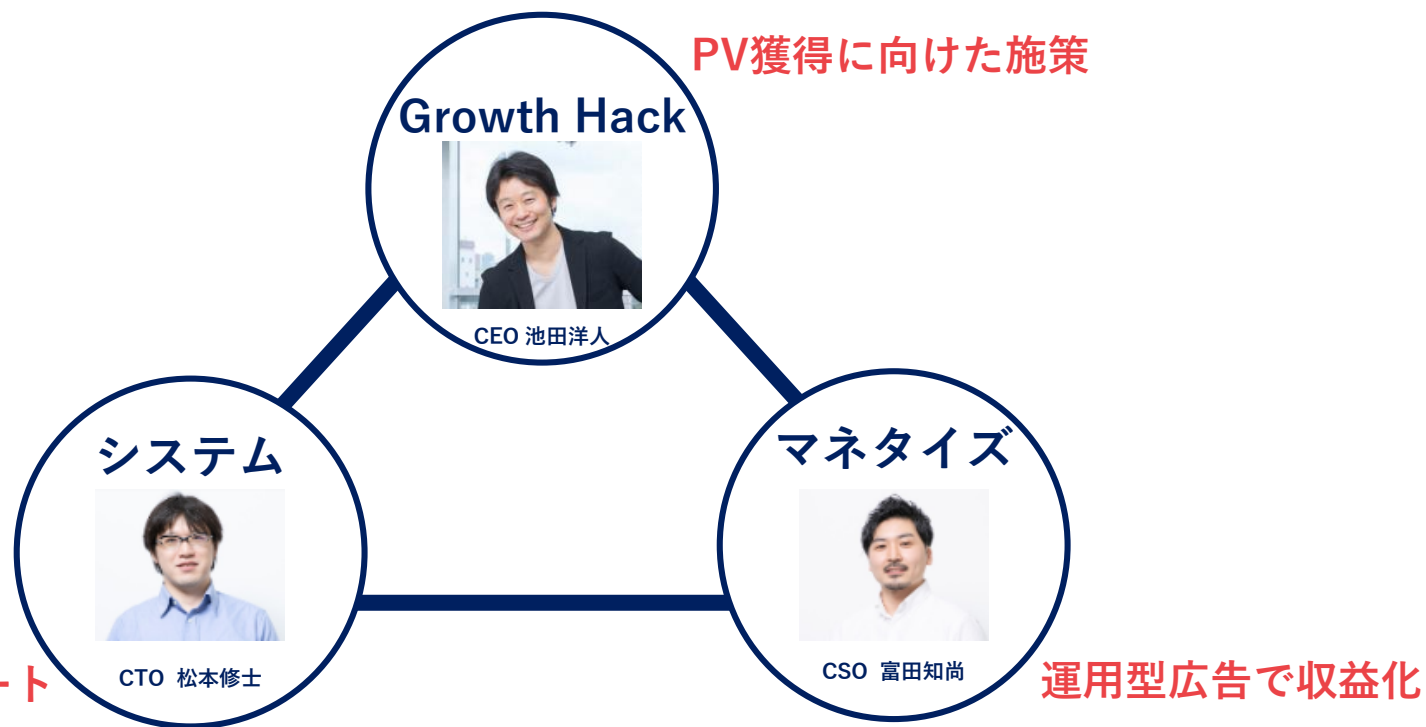 PV獲得に向けた施策
Growth Hack
CEO 池田洋人
システム
マネタイズ
CTO 松本修士
CSO 富田知尚
ート
運用型広告で収益化